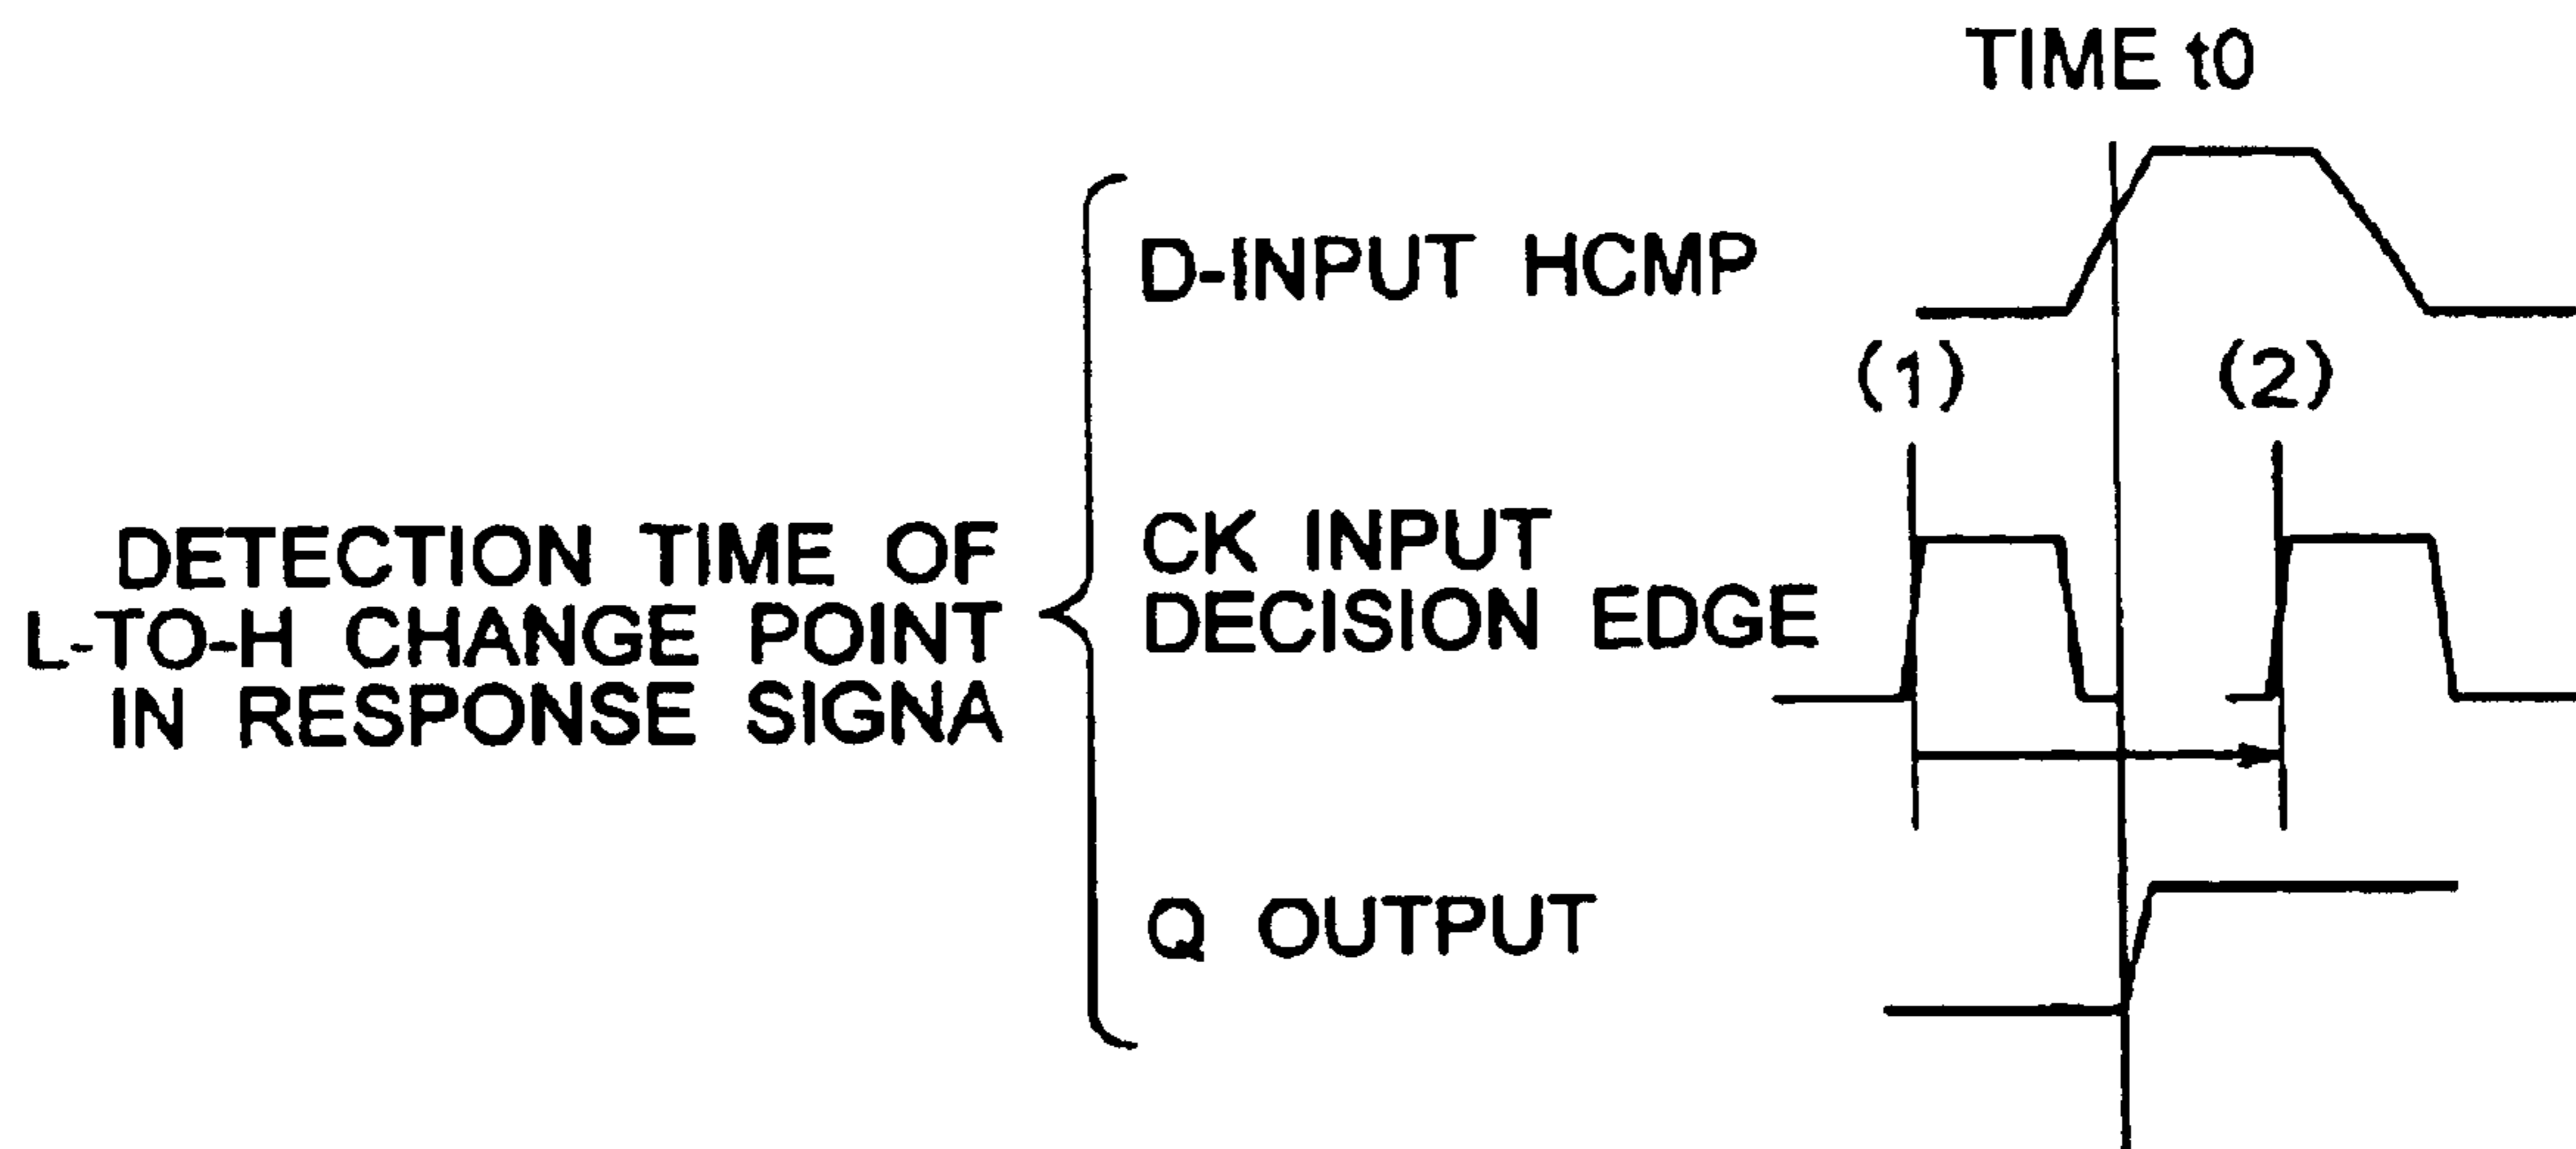 TIME t0
D-INPUT HCMP
(1)
(2)
DETECTION TIME OF
L-TO-H CHANGE POINT
IN RESPONSE SIGNA
CK INPUT
DECISION EDGE
Q OUTPUT